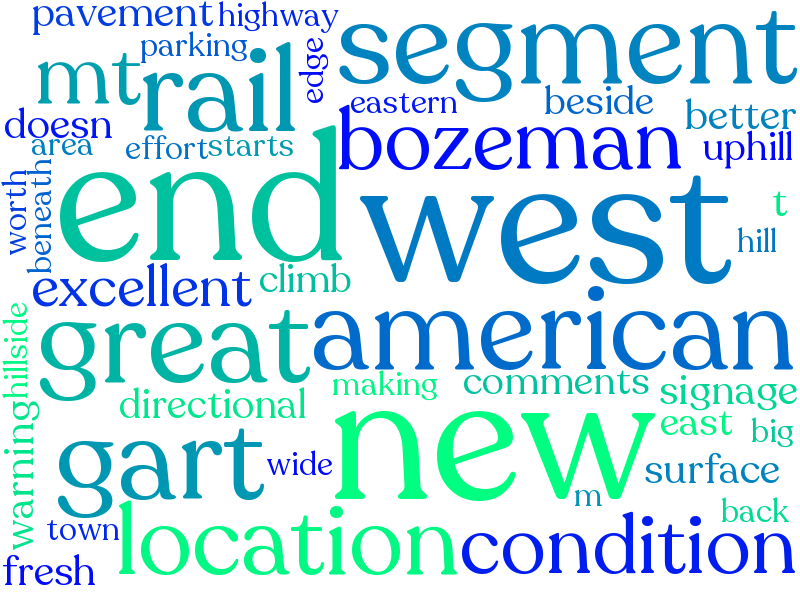 pavement highway
parking
segment
mt rail edge
eastern beside
doesn bozeman better
area effort starts uphill
worth beneath end west t
hill
excellent climb
hillside great american
making comments signage
directional new east
warning gart wide big
surface
m
town location condition back
fresh